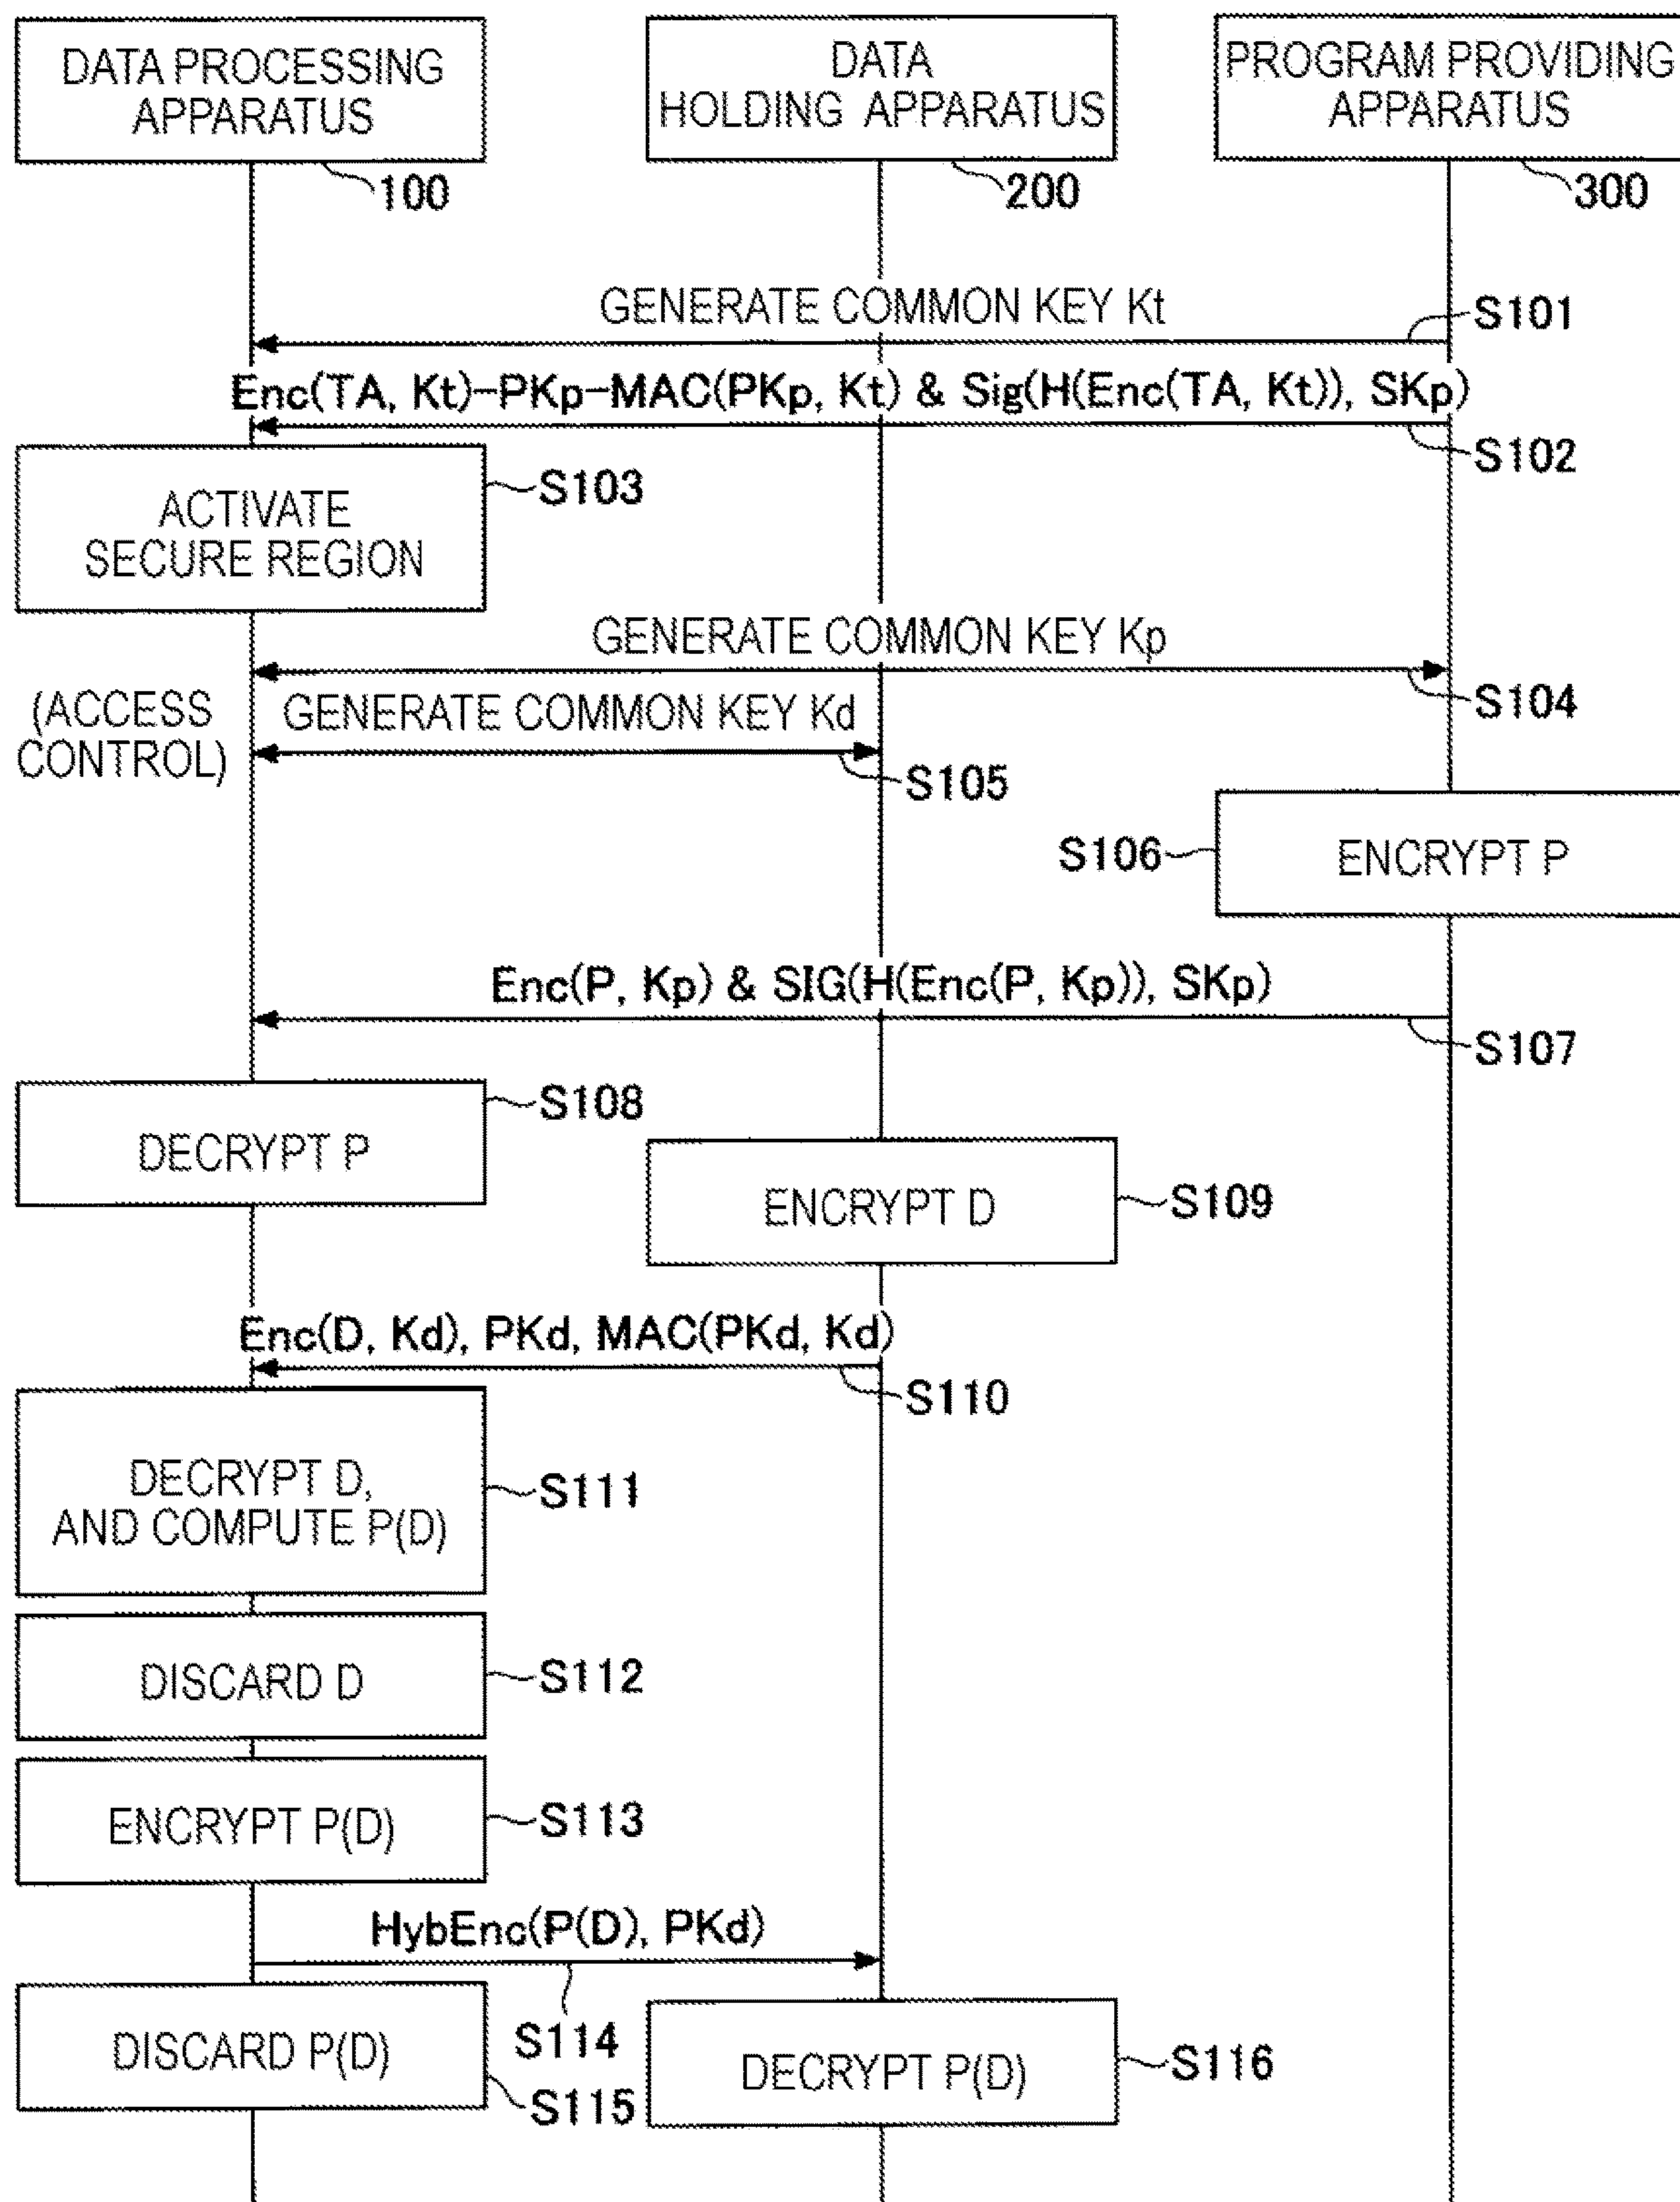 DATA PROCESSING
APPARATUS
100
DATA
HOLDING APPARATUS
200
PROGRAM PROVIDING
APPARATUS
300
GENERATE COMMON KEY Kt
S101
Enc(TA, Kt)-PKp-MAC(PKp, Kt) & Sig(H(Enc(TA, Kt)), SKp)
S102
ACTIVATE
SECURE REGION
S103
GENERATE COMMON KEY Kp
S104
(ACCESS
CONTROL)
GENERATE COMMON KEY Kd
S105
S106
ENCRYPT P
Enc(P, Kp) & SIG(H(Enc(P, Kp)), SKp)
S107
DECRYPT P
S108
ENCRYPT D
S109
Enc(D, Kd), PKd, MAC(PKd, Kd)
S110
DECRYPT D,
AND COMPUTE P(D)
S111
DISCARD D
S112
ENCRYPT P(D)
S113
HybEnc(P(D), PKd)
S114
DISCARD P(D)
S115
DECRYPT P(D)
S116